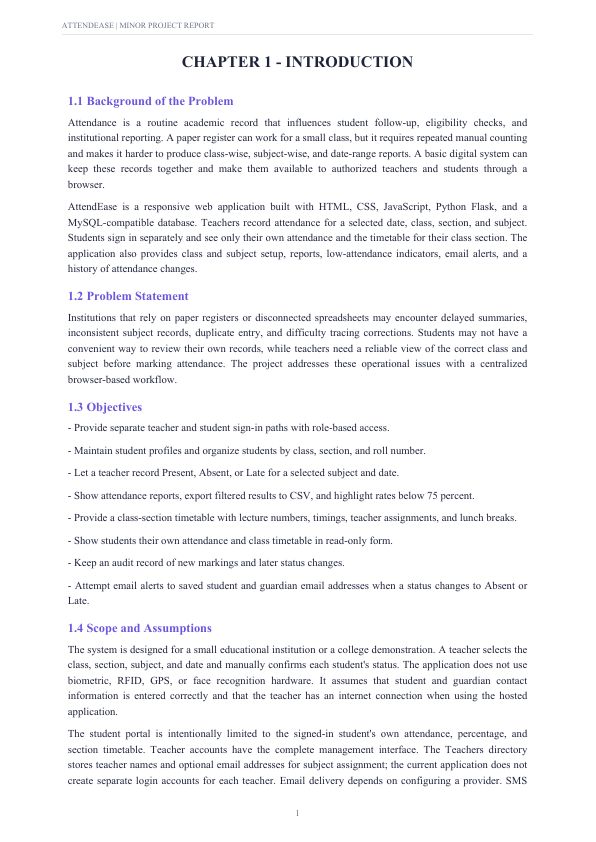 ATTENDEASE | MINOR PROJECT REPORT
CHAPTER 1 - INTRODUCTION
1.1 Background of the Problem
Attendance is a routine academic record that influences student follow-up, eligibility checks, and
institutional reporting. A paper register can work for a small class, but it requires repeated manual counting
and makes it harder to produce class-wise, subject-wise, and date-range reports. A basic digital system can
keep these records together and make them available to authorized teachers and students through a
browser.
AttendEase is a responsive web application built with HTML, CSS, JavaScript, Python Flask, and a
MySQL-compatible database. Teachers record attendance for a selected date, class, section, and subject.
Students sign in separately and see only their own attendance and the timetable for their class section. The
application also provides class and subject setup, reports, low-attendance indicators, email alerts, and a
history of attendance changes.
1.2 Problem Statement
Institutions that rely on paper registers or disconnected spreadsheets may encounter delayed summaries,
inconsistent subject records, duplicate entry, and difficulty tracing corrections. Students may not have a
convenient way to review their own records, while teachers need a reliable view of the correct class and
subject before marking attendance. The project addresses these operational issues with a centralized
browser-based workflow.
1.3 Objectives
- Provide separate teacher and student sign-in paths with role-based access.
- Maintain student profiles and organize students by class, section, and roll number.
- Let a teacher record Present, Absent, or Late for a selected subject and date.
- Show attendance reports, export filtered results to CSV, and highlight rates below 75 percent.
- Provide a class-section timetable with lecture numbers, timings, teacher assignments, and lunch breaks.
- Show students their own attendance and class timetable in read-only form.
- Keep an audit record of new markings and later status changes.
- Attempt email alerts to saved student and guardian email addresses when a status changes to Absent or
Late.
1.4 Scope and Assumptions
The system is designed for a small educational institution or a college demonstration. A teacher selects the
class, section, subject, and date and manually confirms each student's status. The application does not use
biometric, RFID, GPS, or face recognition hardware. It assumes that student and guardian contact
information is entered correctly and that the teacher has an internet connection when using the hosted
application.
The student portal is intentionally limited to the signed-in student's own attendance, percentage, and
section timetable. Teacher accounts have the complete management interface. The Teachers directory
stores teacher names and optional email addresses for subject assignment; the current application does not
create separate login accounts for each teacher. Email delivery depends on configuring a provider. SMS
1